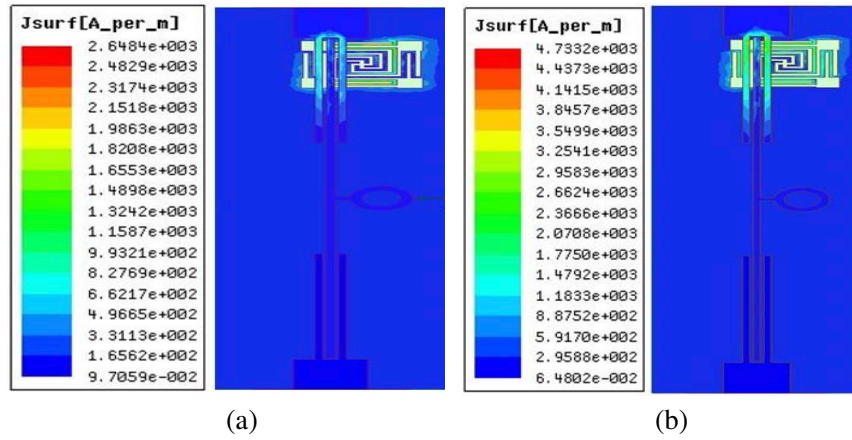 Jsurf[A_per_m]
2.6484e+003
2.4829e+003
2.3174e+003
2.1518e+003
1.9863e+003
1.8208e+003
1.6553e+003
1.4898e+003
1.3242e+003
1.1587e+003
9.9321e+002
8.2769e+002
6.6217e+002
4.9665e+002
3.3113e+002
1.6562e+002
9.7059e-002
(a)
Jsurf[A_per_m]
4.7332e+003
4.4373e+003
4.1415e+003
3.8457e+003
3.5499e+003
3.2541e+003
2.9583e+003
2.6624e+003
2.3666e+003
2.0708e+003
1.7750e+003
1.4792e+003
1.1833e+003
8.8752e+002
5.9170e+002
2.9588e+002
6.4802e-002
(b)